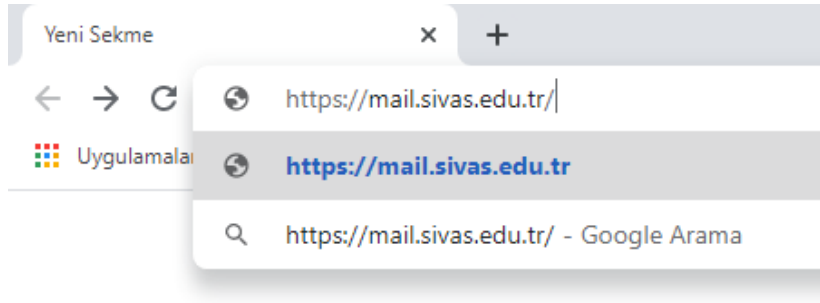 Yeni Sekme
https://mail.sivas.edu.tr/
Uygulamalar
https://mail.sivas.edu.tr
https://mail.sivas.edu.tr/ - Google Arama